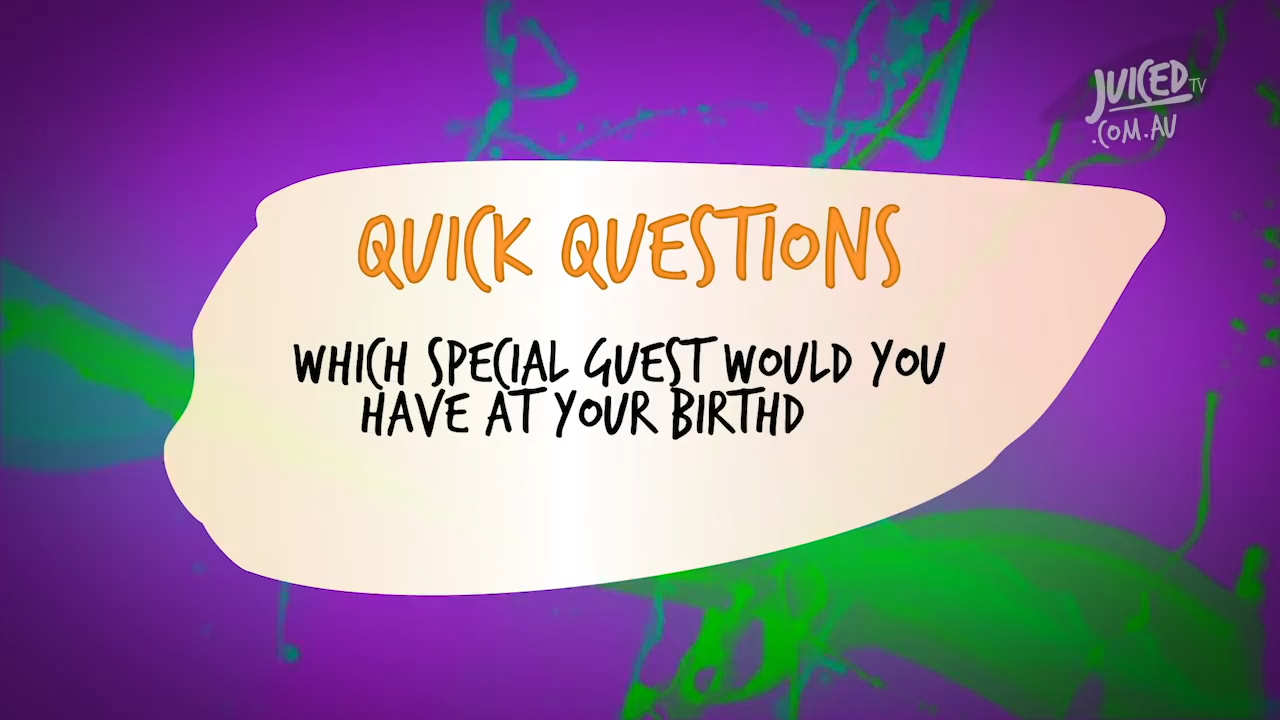 JUICED TV
.COM.AU
QUICK QUESTIONS
WHICH SPECIAL GUEST WOULD YOU
HAVE AT YOUR BIRTHD